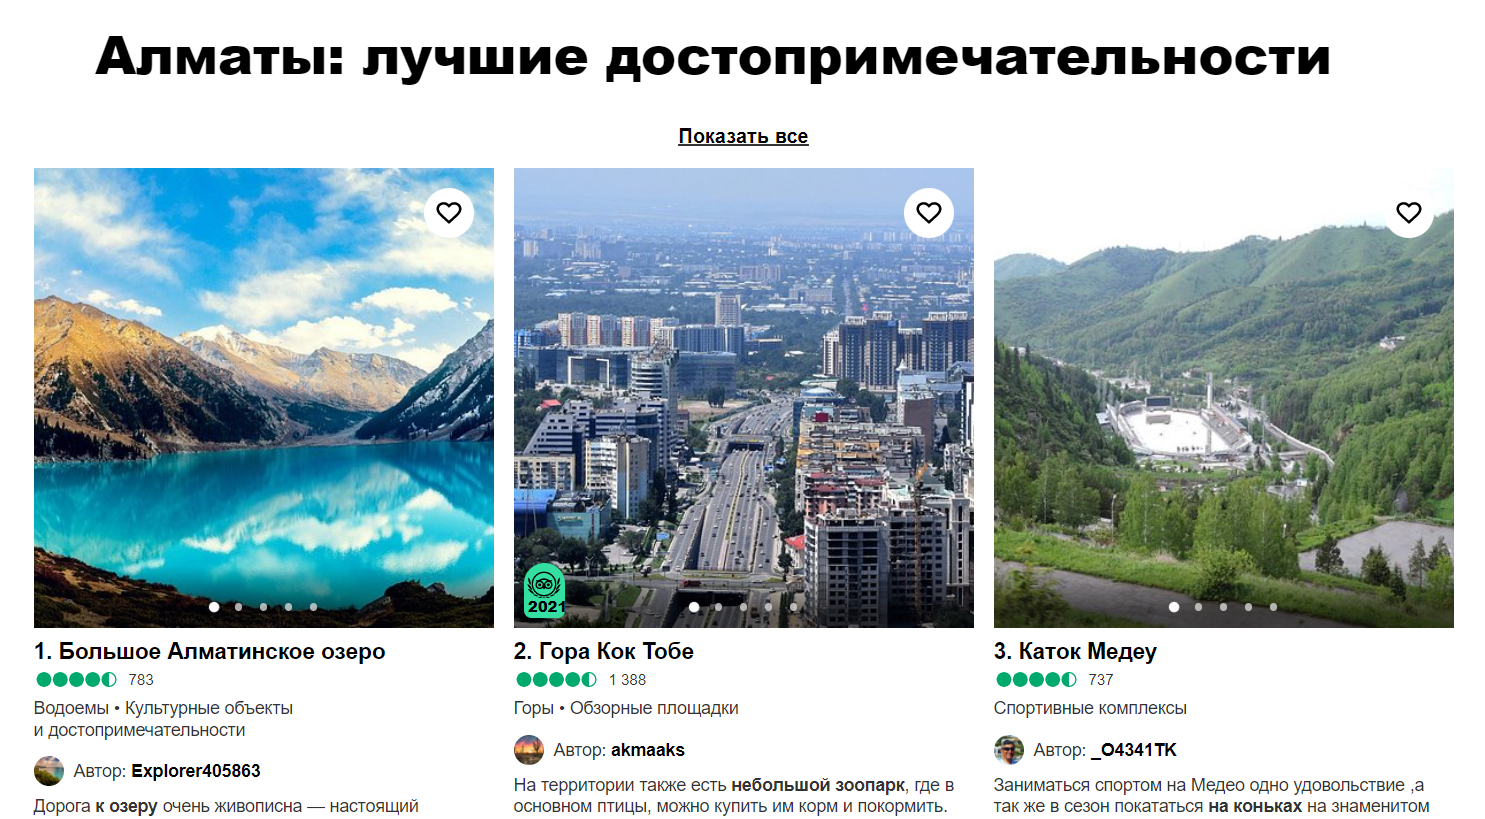 Алматы: лучшие достопримечательности
Показать все
2021
1. Большое Алматинское озеро
783
Водоемы • Культурные объекты
и достопримечательности
Автор: Explorer405863
Дорога к озеру очень живописна — настоящий
2. Гора Кок Тобе
1 388
Горы • Обзорные площадки
Автор: akmaaks
На территории также есть небольшой зоопарк, где в
основном птицы, можно купить им корм и покормить.
3. Каток Медеу
737
Спортивные комплексы
Автор: _O4341TK
Заниматься спортом на Медео одно удовольствие ,а
так же в сезон покататься на коньках на знаменитом